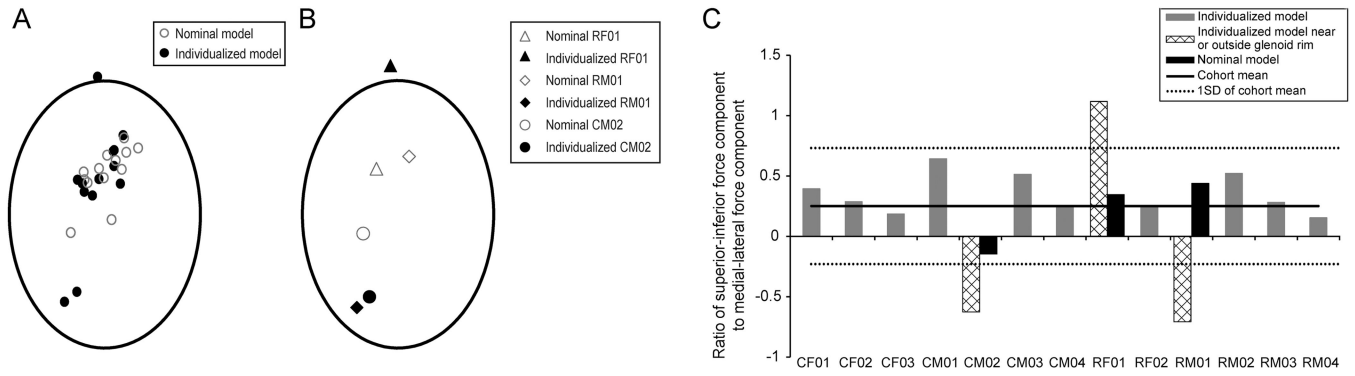 A
Nominal model
Individualized model
B
Nominal RF01
Individualized RF01
Nominal RM01
Individualized RM01
Nominal CM02
Individualized CM02
C
Individualized model
Individualized model near
or outside glenoid rim
Nominal model
Cohort mean
1SD of cohort mean
Ratio of superior-inferior force component
to medial-lateral force component
1.5
1
0.5
0
-0.5
-1
CF01 CF02 CF03 CM01 CM02 CM03 CM04 RF01 RF02 RM01 RM02 RM03 RM04